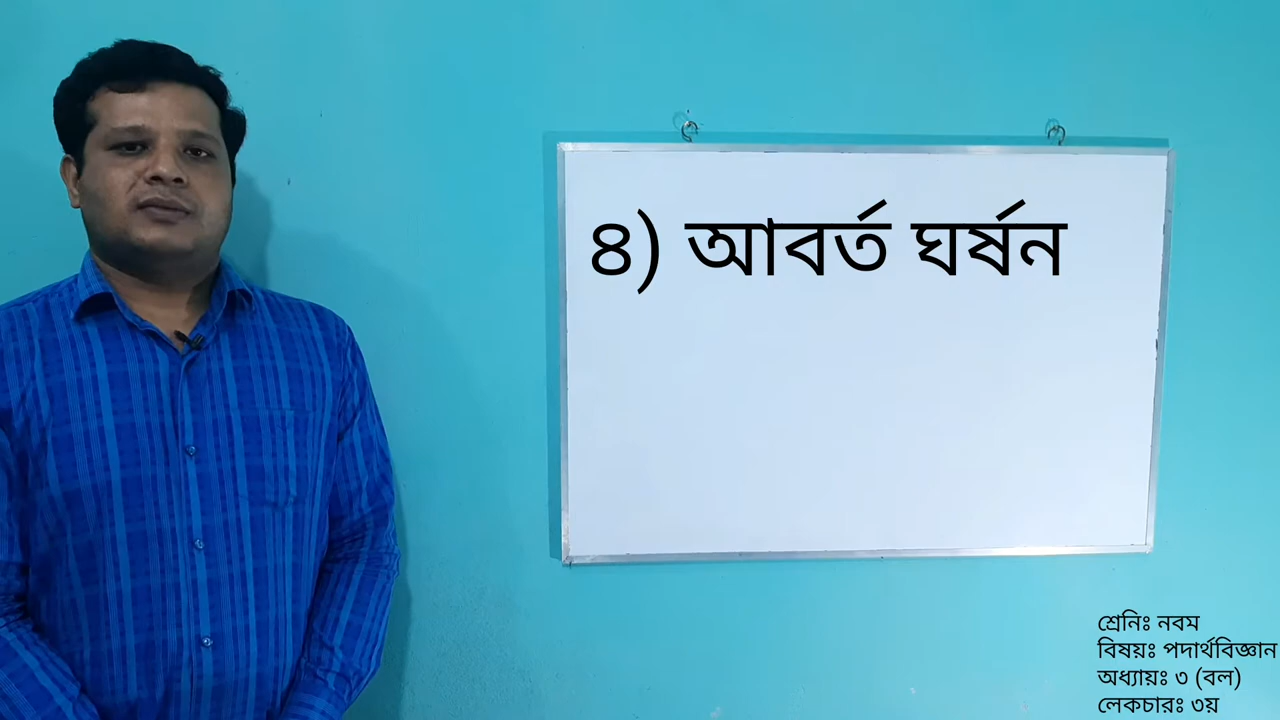 ৪) আবর্ত ঘর্ষন
শ্রেনিঃ নবম
বিষয়ঃ পদার্থবিজ্ঞান
অধ্যায়ঃ ৩ (বল)
লেকচারঃ ৩য়